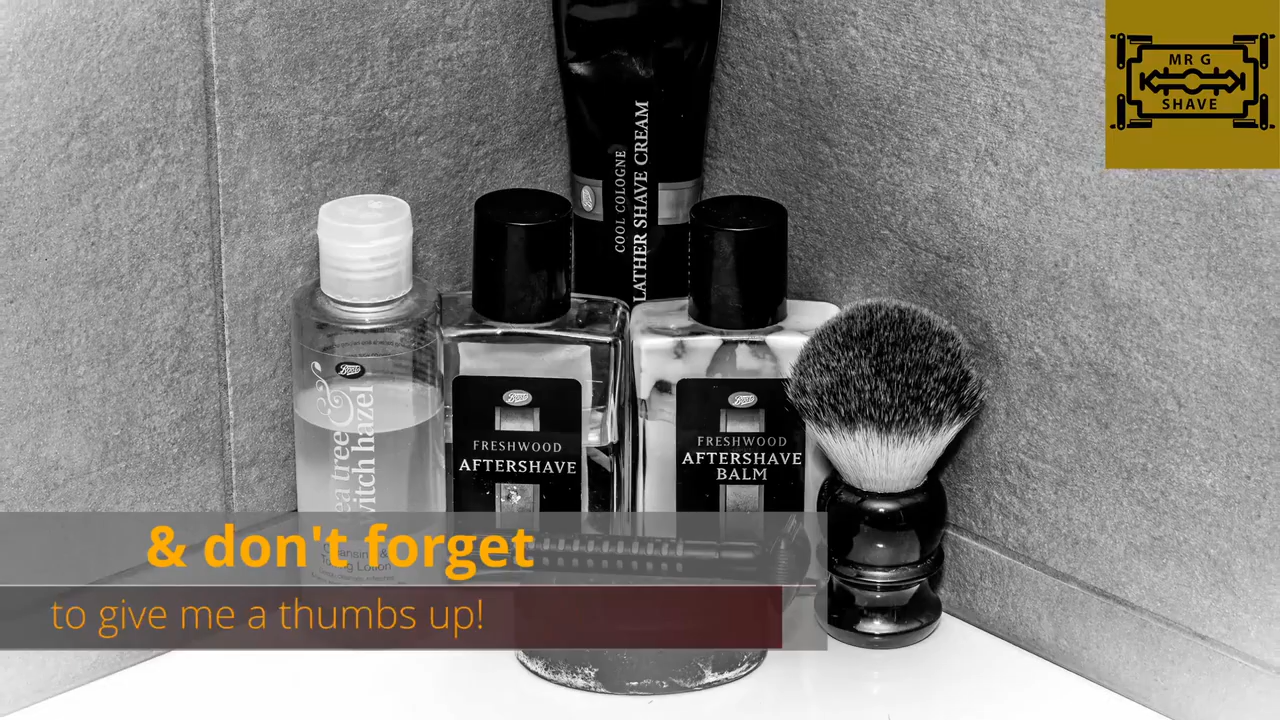 MR G
SHAVE
COOL COLOGNE
LATHER SHAVE CREAM
Boots
tea tree &
witch hazel
Boots
FRESHWOOD
AFTERSHAVE
Boots
FRESHWOOD
AFTERSHAVE
BALM
& don't forget
to give me a thumbs up!